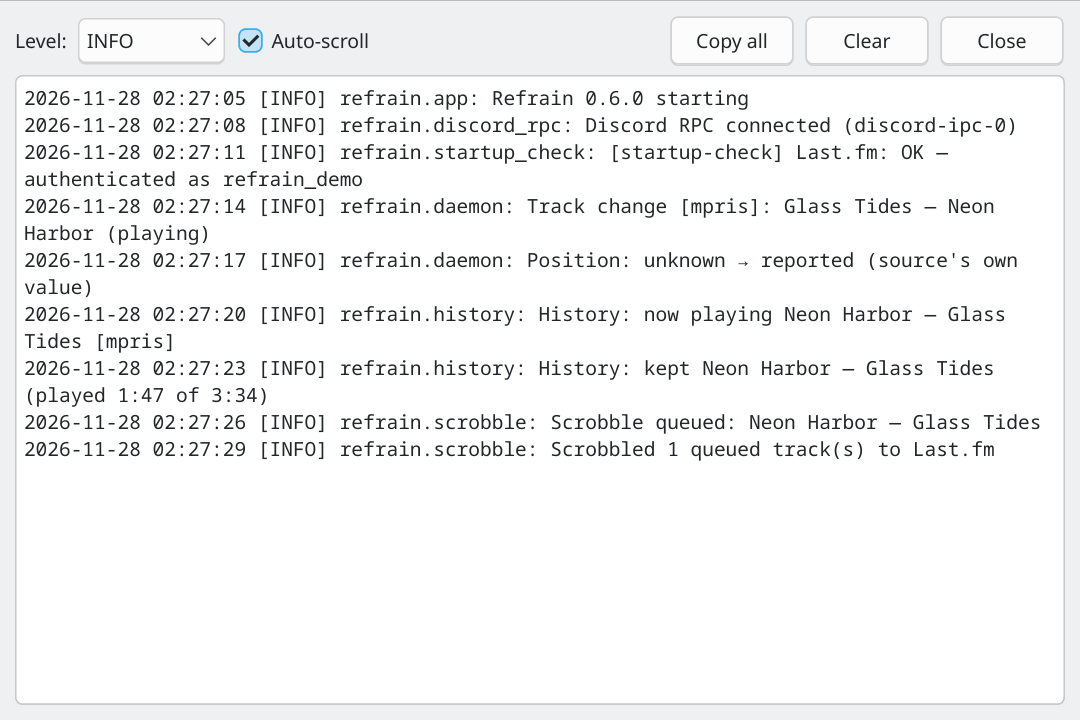 Level: INFO Auto-scroll Copy all Clear Close
2026-11-28 02:27:05 [INFO] refrain.app: Refrain 0.6.0 starting
2026-11-28 02:27:08 [INFO] refrain.discord_rpc: Discord RPC connected (discord-ipc-0)
2026-11-28 02:27:11 [INFO] refrain.startup_check: [startup-check] Last.fm: OK —
authenticated as refrain_demo
2026-11-28 02:27:14 [INFO] refrain.daemon: Track change [mpris]: Glass Tides — Neon
Harbor (playing)
2026-11-28 02:27:17 [INFO] refrain.daemon: Position: unknown → reported (source's own
value)
2026-11-28 02:27:20 [INFO] refrain.history: History: now playing Neon Harbor — Glass
Tides [mpris]
2026-11-28 02:27:23 [INFO] refrain.history: History: kept Neon Harbor — Glass Tides
(played 1:47 of 3:34)
2026-11-28 02:27:26 [INFO] refrain.scrobble: Scrobble queued: Neon Harbor — Glass Tides
2026-11-28 02:27:29 [INFO] refrain.scrobble: Scrobbled 1 queued track(s) to Last.fm